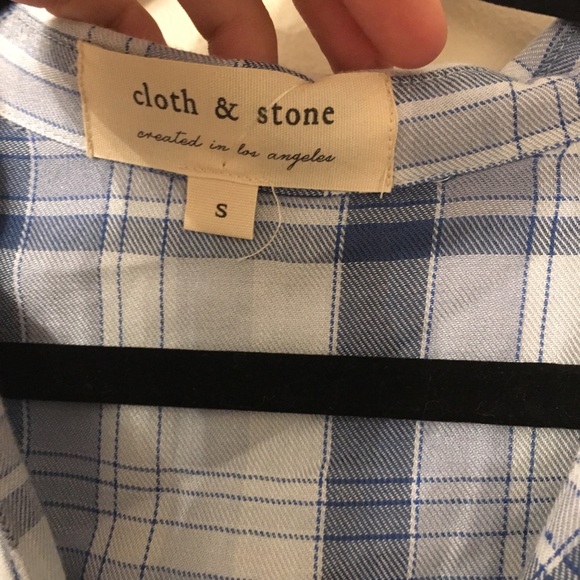 cloth & stone
created in los angeles
S